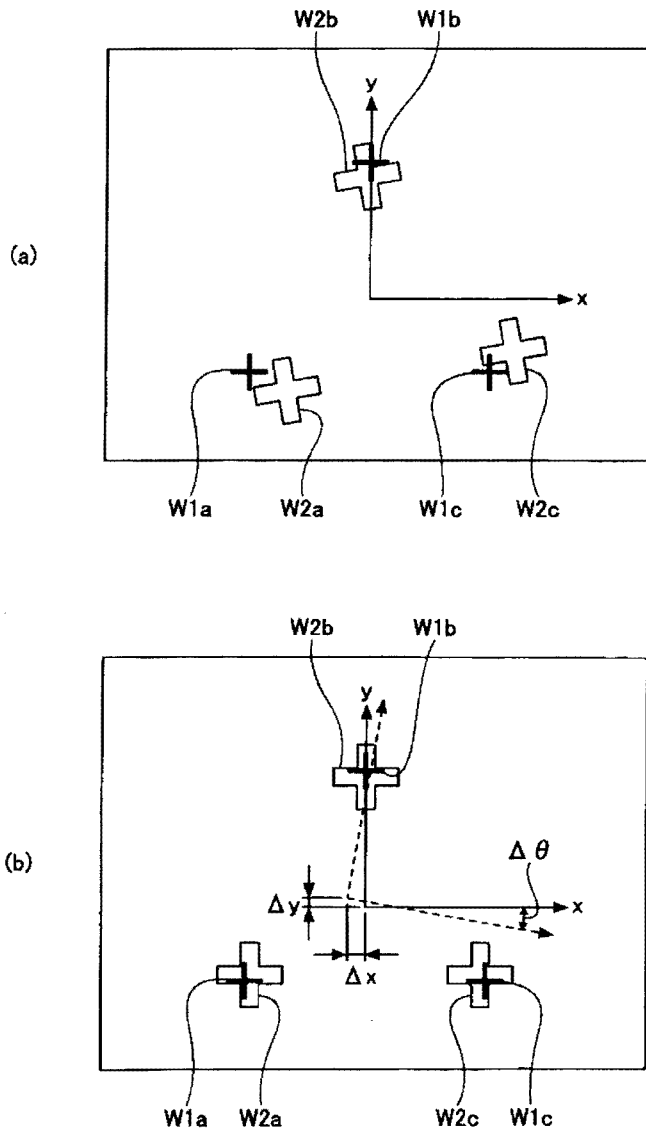 W2b W1b
y
(a)
x
W1a W2a W1c W2c
W2b W1b
y
Δθ
(b)
Δy
x
Δx
W1a W2a W2c W1c